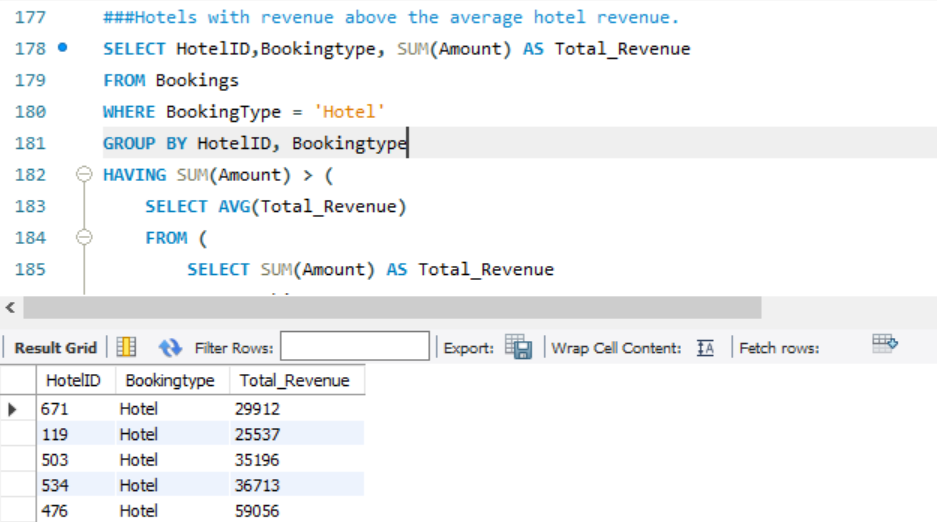 177 ###Hotels with revenue above the average hotel revenue.
178 SELECT HotelID,Bookingtype, SUM(Amount) AS Total_Revenue
179 FROM Bookings
180 WHERE BookingType = 'Hotel'
181 GROUP BY HotelID, Bookingtype
182 HAVING SUM(Amount) > (
183 SELECT AVG(Total_Revenue)
184 FROM (
185 SELECT SUM(Amount) AS Total_Revenue
Result Grid Filter Rows: Export: Wrap Cell Content: IA Fetch rows:
HotelID Bookingtype Total_Revenue
671 Hotel 29912
119 Hotel 25537
503 Hotel 35196
534 Hotel 36713
476 Hotel 59056